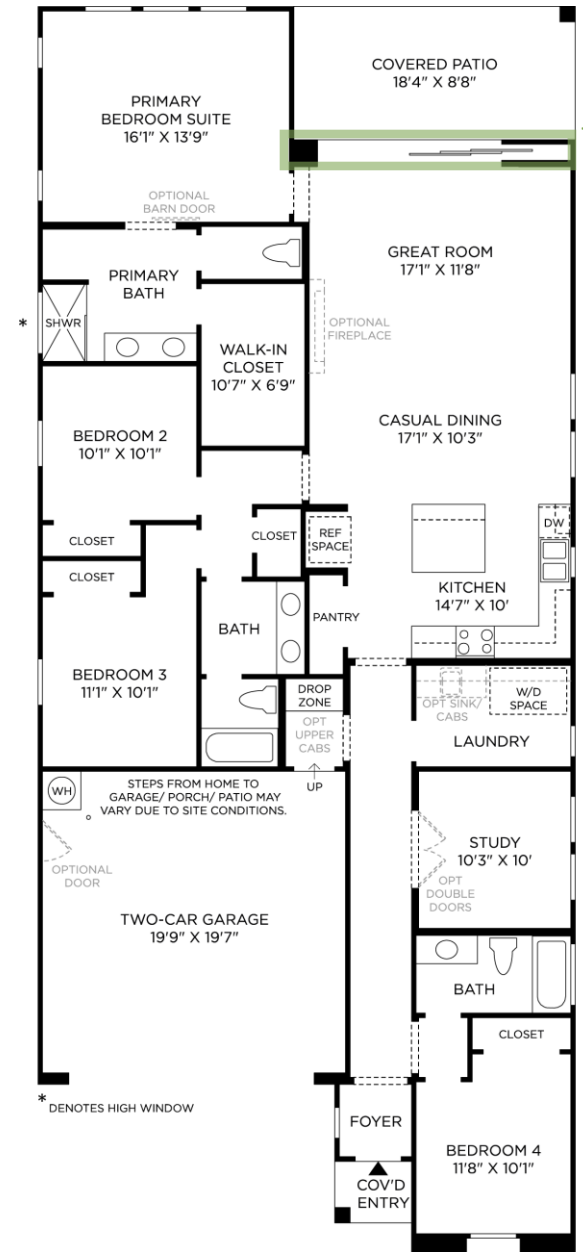 COVERED PATIO
18'4" X 8'8"
PRIMARY
BEDROOM SUITE
16'1" X 13'9"
OPTIONAL
BARN DOOR
GREAT ROOM
17'1" X 11'8"
PRIMARY
BATH
* SHWR
OPTIONAL
FIREPLACE
WALK-IN
CLOSET
10'7" X 6'9"
CASUAL DINING
17'1" X 10'3"
BEDROOM 2
10'1" X 10'1"
CLOSET
CLOSET
CLOSET
REF
SPACE
DW
KITCHEN
14'7" X 10'
BATH
PANTRY
BEDROOM 3
11'1" X 10'1"
DROP
ZONE
OPT
UPPER
CABS
UP
OPT SINK/
CABS
W/D
SPACE
LAUNDRY
WH
STEPS FROM HOME TO
GARAGE/ PORCH/ PATIO MAY
VARY DUE TO SITE CONDITIONS.
OPTIONAL
DOOR
STUDY
10'3" X 10'
OPT
DOUBLE
DOORS
TWO-CAR GARAGE
19'9" X 19'7"
BATH
CLOSET
* DENOTES HIGH WINDOW
FOYER
BEDROOM 4
11'8" X 10'1"
COV'D
ENTRY